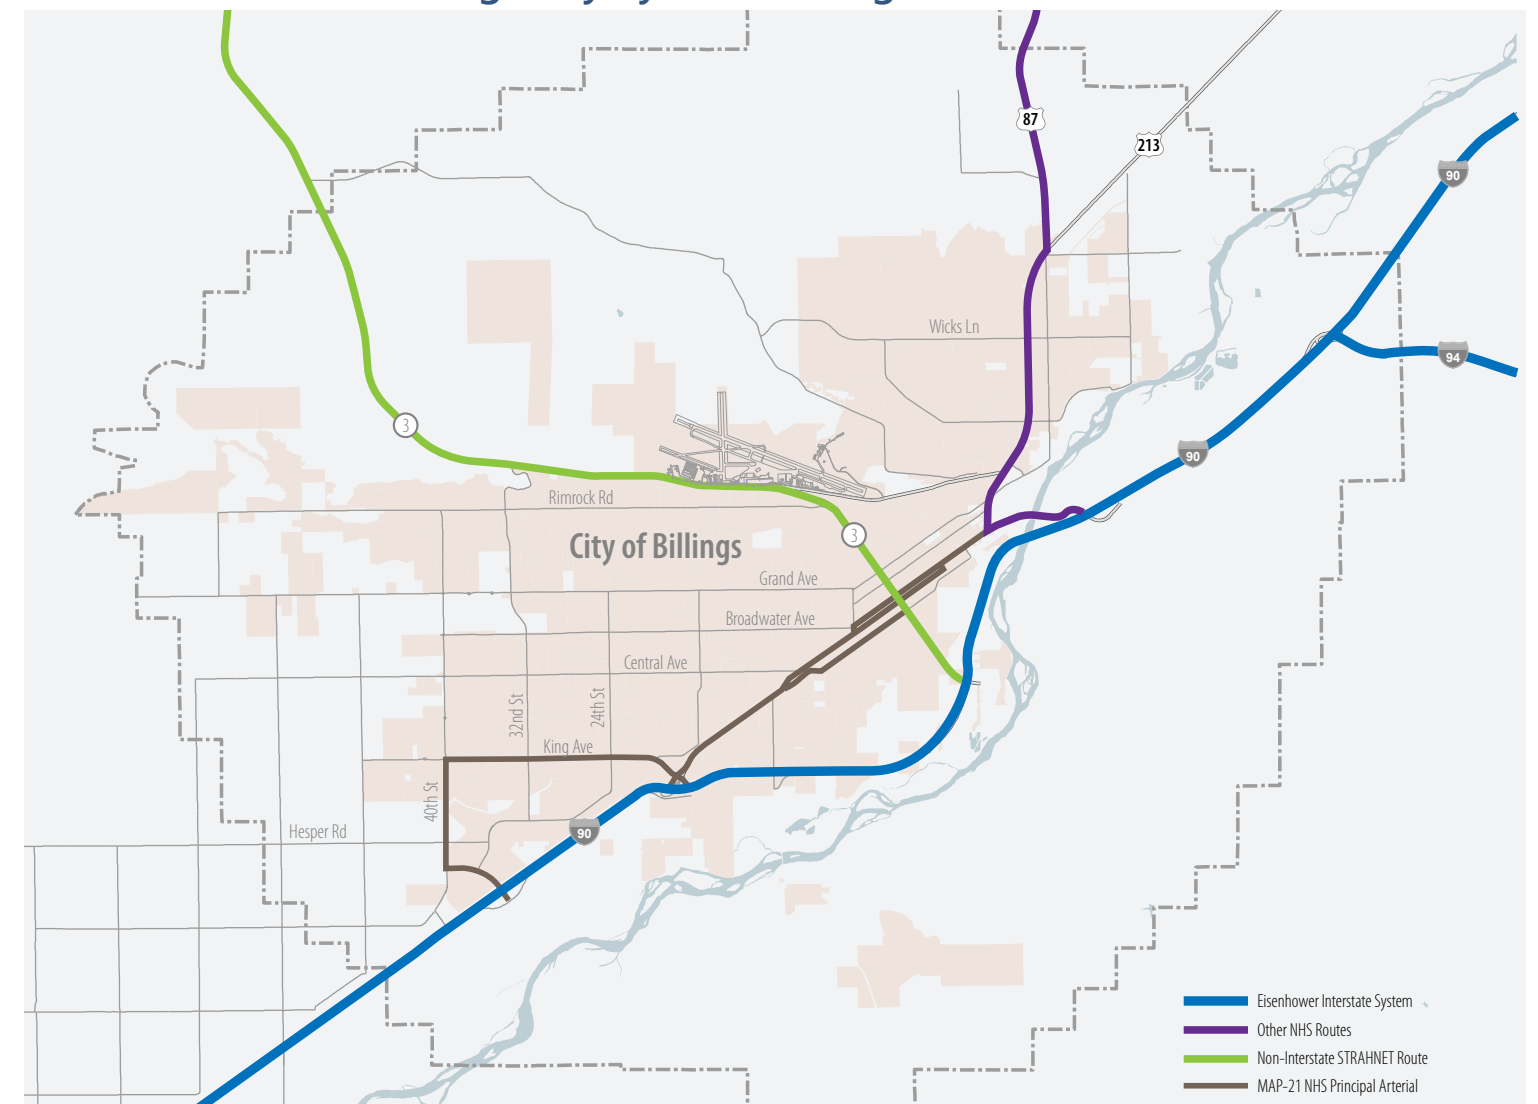 87
213
90
94
Wicks Ln
3
90
Rimrock Rd
3
City of Billings
Grand Ave
Broadwater Ave
Central Ave
32nd St
24th St
King Ave
40th St
Hesper Rd
90
Eisenhower Interstate System
Other NHS Routes
Non-Interstate STRAHNET Route
MAP-21 NHS Principal Arterial